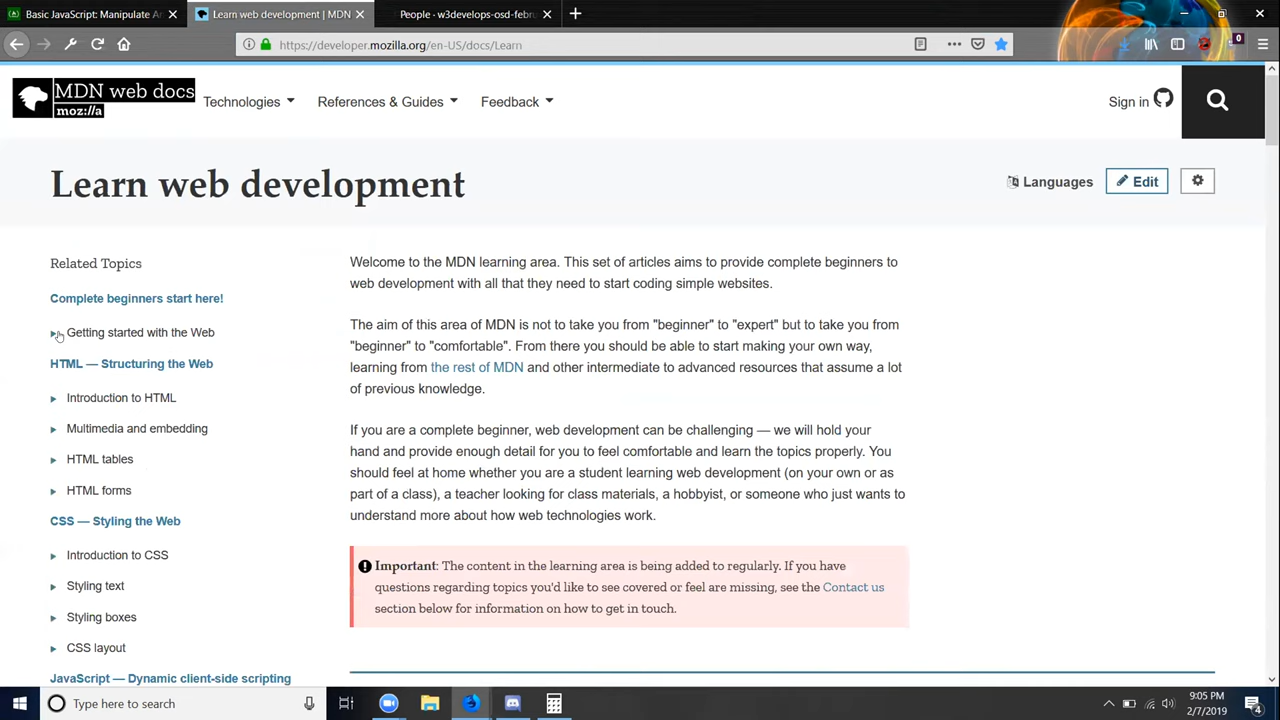 Basic JavaScript: Manipulate Ar
Learn web development | MDN
People - w3develops-osd-febru
https://developer.mozilla.org/en-US/docs/Learn
0
MDN web docs
moz://a
Technologies
References & Guides
Feedback
Sign in
Learn web development
Languages
Edit
Related Topics
Complete beginners start here!
Getting started with the Web
HTML — Structuring the Web
Introduction to HTML
Multimedia and embedding
HTML tables
HTML forms
CSS — Styling the Web
Introduction to CSS
Styling text
Styling boxes
CSS layout
JavaScript — Dynamic client-side scripting
Welcome to the MDN learning area. This set of articles aims to provide complete beginners to
web development with all that they need to start coding simple websites.
The aim of this area of MDN is not to take you from "beginner" to "expert" but to take you from
"beginner" to "comfortable". From there you should be able to start making your own way,
learning from the rest of MDN and other intermediate to advanced resources that assume a lot
of previous knowledge.
If you are a complete beginner, web development can be challenging — we will hold your
hand and provide enough detail for you to feel comfortable and learn the topics properly. You
should feel at home whether you are a student learning web development (on your own or as
part of a class), a teacher looking for class materials, a hobbyist, or someone who just wants to
understand more about how web technologies work.
Important: The content in the learning area is being added to regularly. If you have
questions regarding topics you'd like to see covered or feel are missing, see the Contact us
section below for information on how to get in touch.
Type here to search
9:05 PM
2/7/2019
4